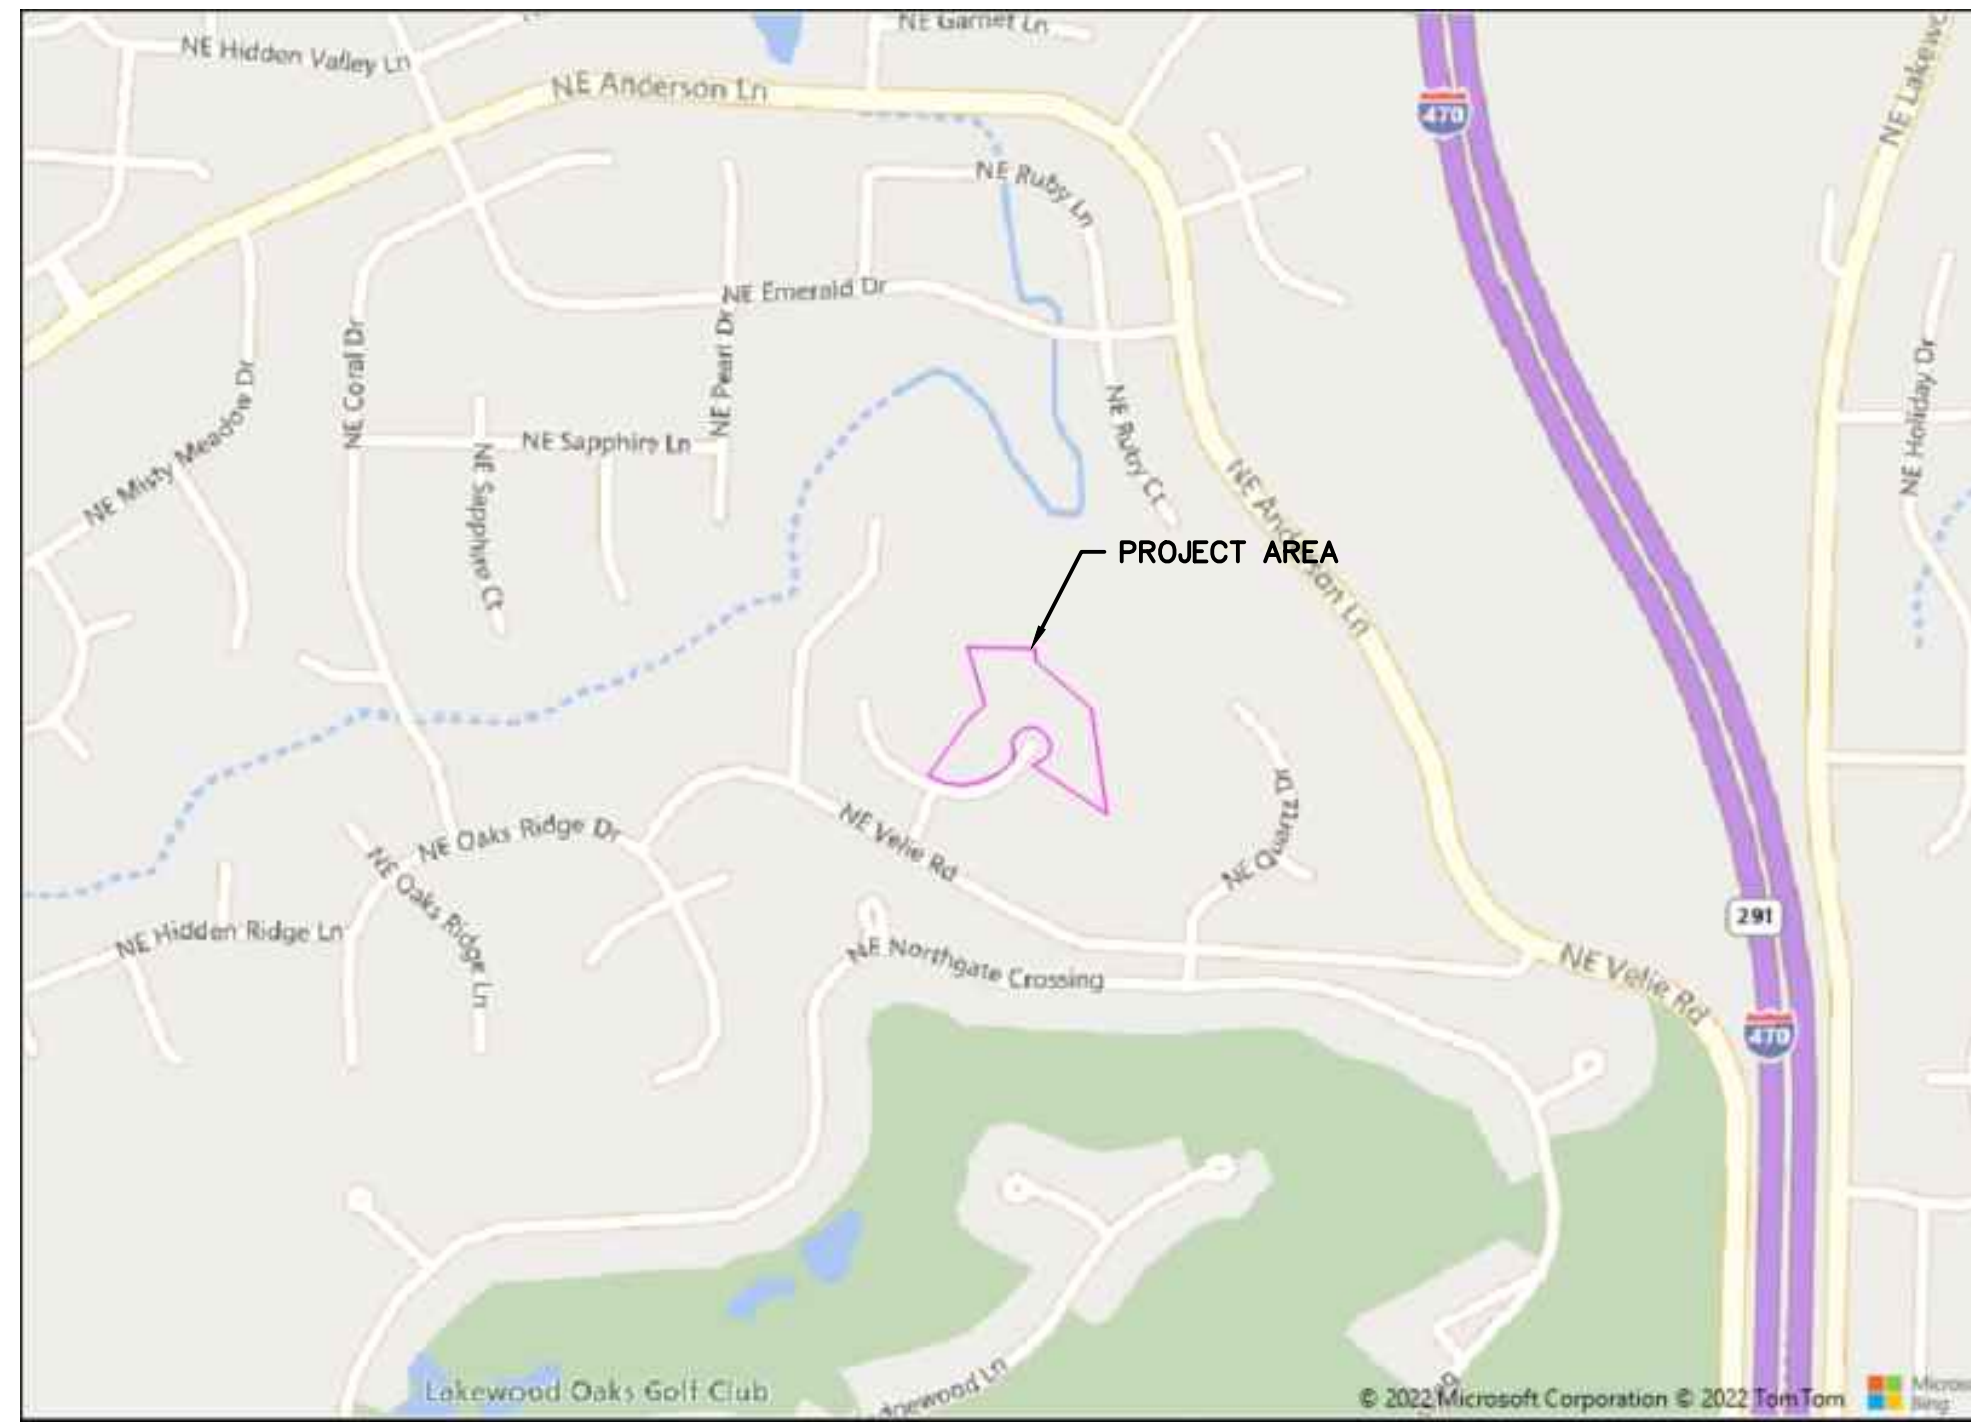 NE Garnet Ln
NE Hidden Valley Ln
NE Anderson Ln
470
NE Ruby Ln
NE Emerald Dr
NE Pearl Dr
NE Coral Dr
NE Holiday Dr
NE Misty Meadow Dr
NE Sapphire Ln
NE Sapphire Ct
NE Ruby Ct
NE Anderson Ln
PROJECT AREA
NE Quartz Dr
NE Velie Rd
NE Oaks Ridge Dr
NE Oaks Ridge Ln
NE Hidden Ridge Ln
291
NE Northgate Crossing
NE Velie Rd
470
Lakewood Oaks Golf Club
© 2022 Microsoft Corporation © 2022 TomTom
Bing